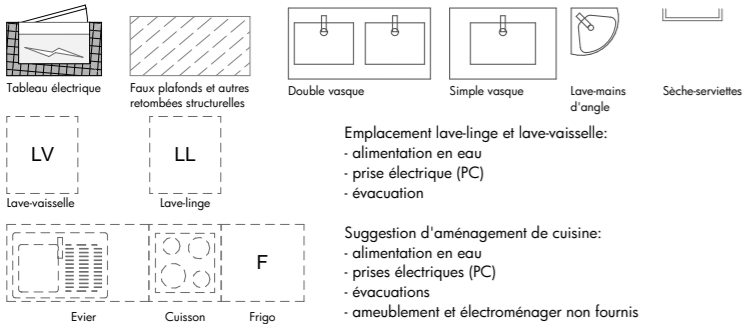 Tableau électrique
Faux plafonds et autres
retombées structurelles
Double vasque
Simple vasque
Lave-mains
d'angle
Sèche-serviettes
LV
LL
Lave-vaisselle
Lave-linge
Emplacement lave-linge et lave-vaisselle:
- alimentation en eau
- prise électrique (PC)
- évacuation
F
Evier
Cuisson
Frigo
Suggestion d'aménagement de cuisine:
- alimentation en eau
- prises électriques (PC)
- évacuations
- ameublement et électroménager non fournis